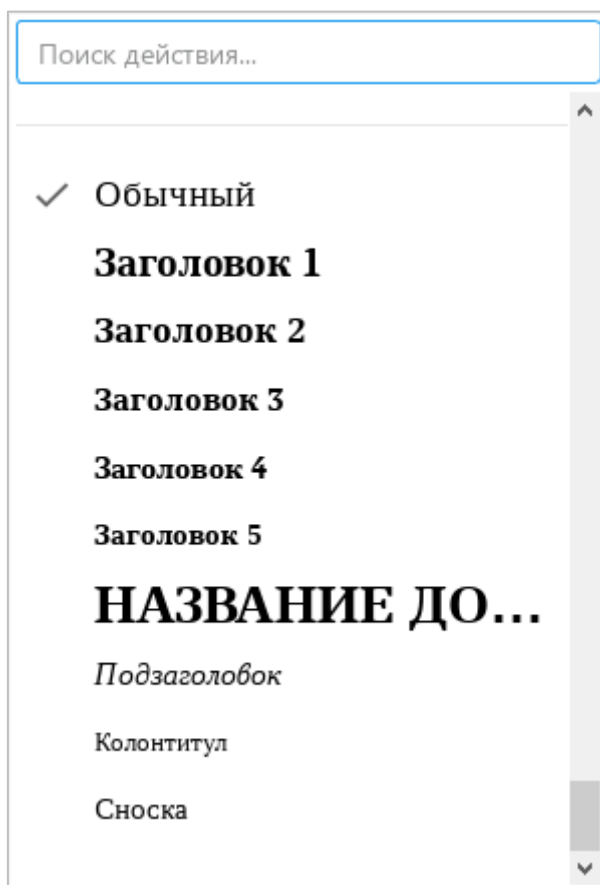 Поиск действия...
Обычный
Заголовок 1
Заголовок 2
Заголовок 3
Заголовок 4
Заголовок 5
НАЗВАНИЕ ДО...
Подзаголовок
Колонтитул
Сноска